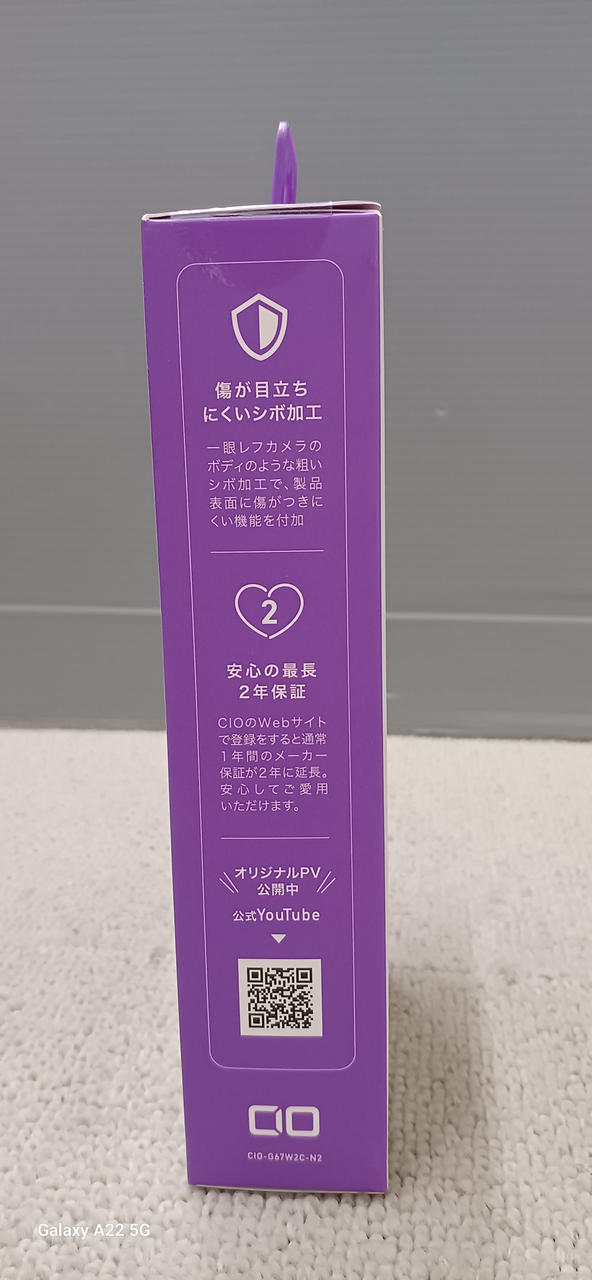 傷が目立ち
にくいシボ加工
一眼レフカメラの
ボディのような粗い
シボ加工で、製品
表面に傷がつきに
くい機能を付加
2
安心の最長
2年保証
CIOのWebサイト
で登録をすると通常
1年間のメーカー
保証が2年に延長。
安心してご愛用
いただけます。
オリジナルPV
公開中
公式YouTube
CIO
CIO-G67W2C-N2
Galaxy A22 5G